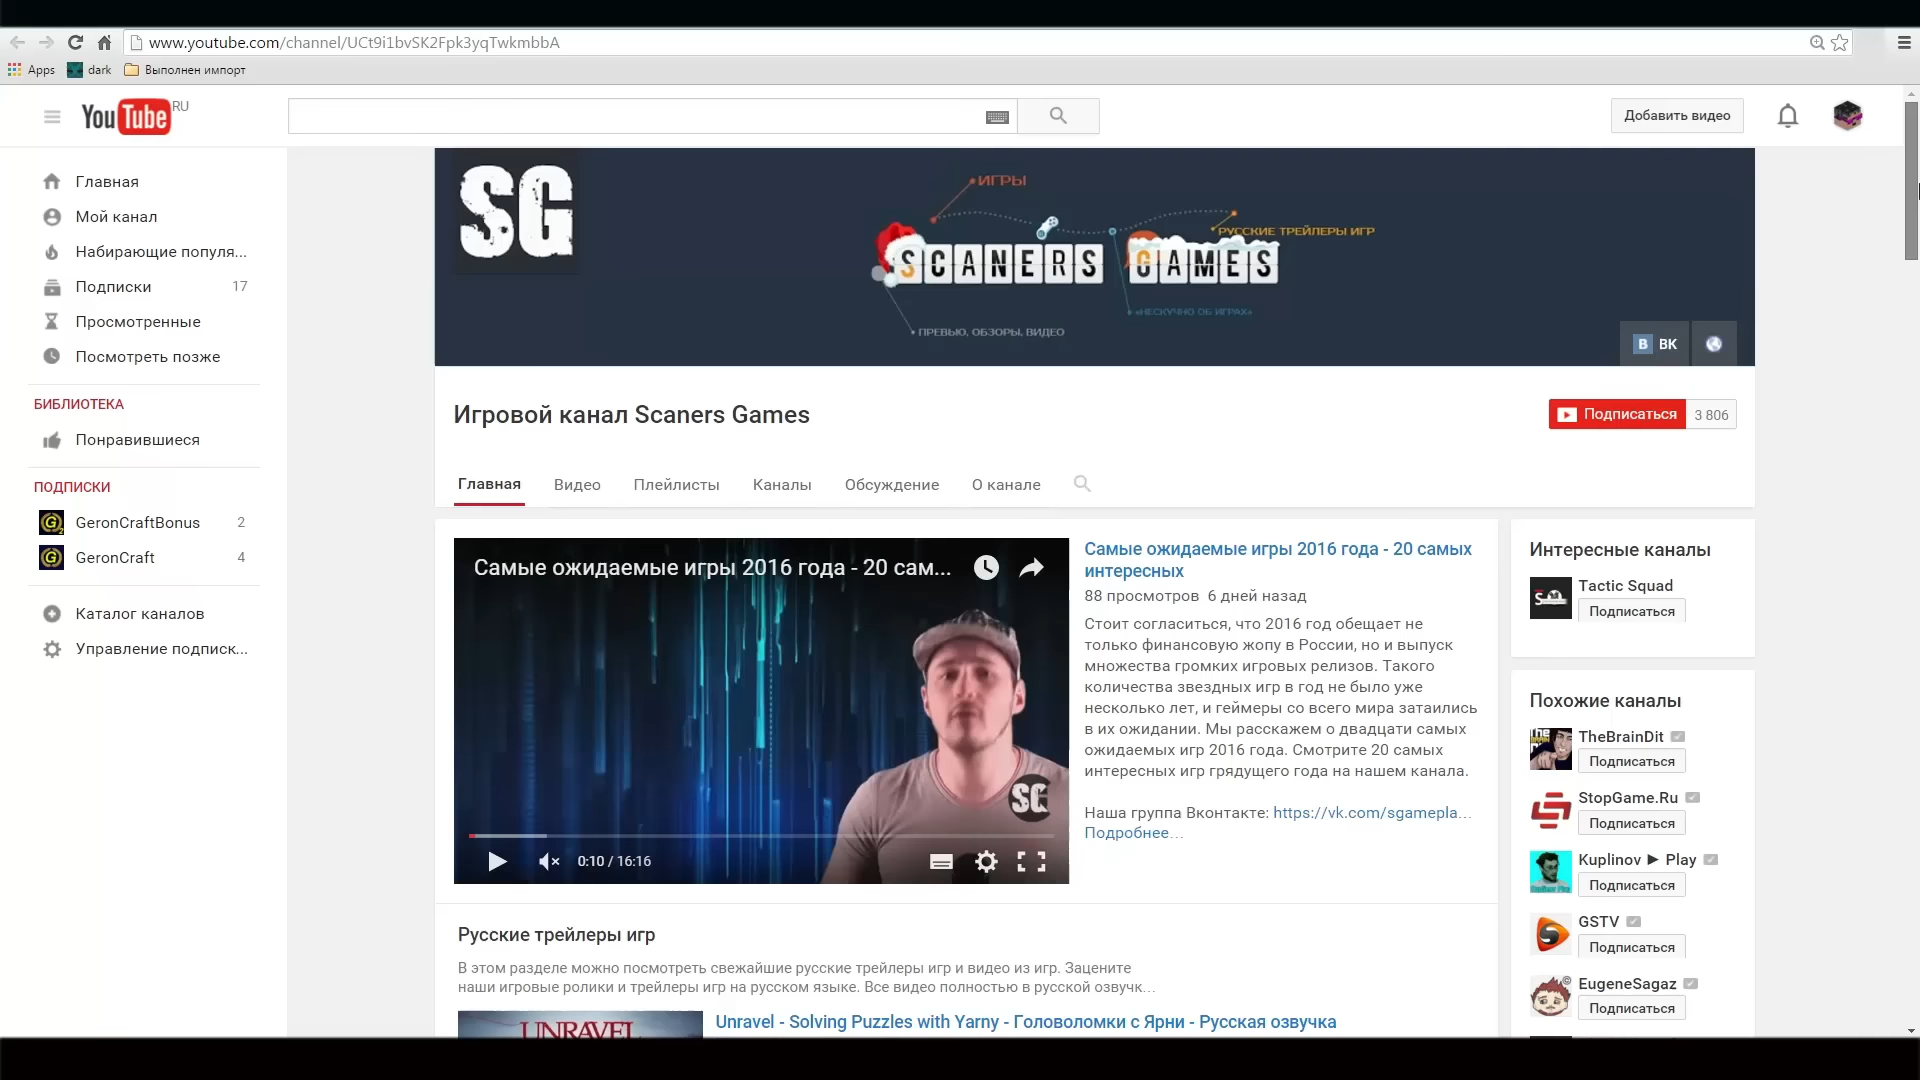 www.youtube.com/channel/UCt9i1bvSK2Fpk3yqTwkmbbA
Apps
dark
Выполнен импорт
YouTube RU
Добавить видео
Главная
Мой канал
Набирающие популя...
Подписки 17
Просмотренные
Посмотреть позже
БИБЛИОТЕКА
Понравившиеся
ПОДПИСКИ
GeronCraftBonus 2
GeronCraft 4
Каталог каналов
Управление подписк...
SG
ИГРЫ
РУССКИЕ ТРЕЙЛЕРЫ ИГР
SCANERS GAMES
«НЕСКУЧНО ОБ ИГРАХ»
ПРЕВЬЮ, ОБЗОРЫ, ВИДЕО
B ВК
Игровой канал Scaners Games
Подписаться 3 806
Главная
Видео
Плейлисты
Каналы
Обсуждение
О канале
Самые ожидаемые игры 2016 года - 20 сам...
SG
0:10 / 16:16
Самые ожидаемые игры 2016 года - 20 самых
интересных
88 просмотров 6 дней назад
Стоит согласиться, что 2016 год обещает не
только финансовую жопу в России, но и выпуск
множества громких игровых релизов. Такого
количества звездных игр в год не было уже
несколько лет, и геймеры со всего мира затаились
в их ожидании. Мы расскажем о двадцати самых
ожидаемых игр 2016 года. Смотрите 20 самых
интересных игр грядущего года на нашем канала.
Наша группа Вконтакте: https://vk.com/sgamepla...
Подробнее...
Русские трейлеры игр
В этом разделе можно посмотреть свежайшие русские трейлеры игр и видео из игр. Зацените
наши игровые ролики и трейлеры игр на русском языке. Все видео полностью в русской озвучк...
UNRAVEL
Unravel - Solving Puzzles with Yarny - Головоломки с Ярни - Русская озвучка
Интересные каналы
Tactic Squad
Подписаться
Похожие каналы
TheBrainDit
Подписаться
StopGame.Ru
Подписаться
Kuplinov ► Play
Подписаться
GSTV
Подписаться
EugeneSagaz
Подписаться